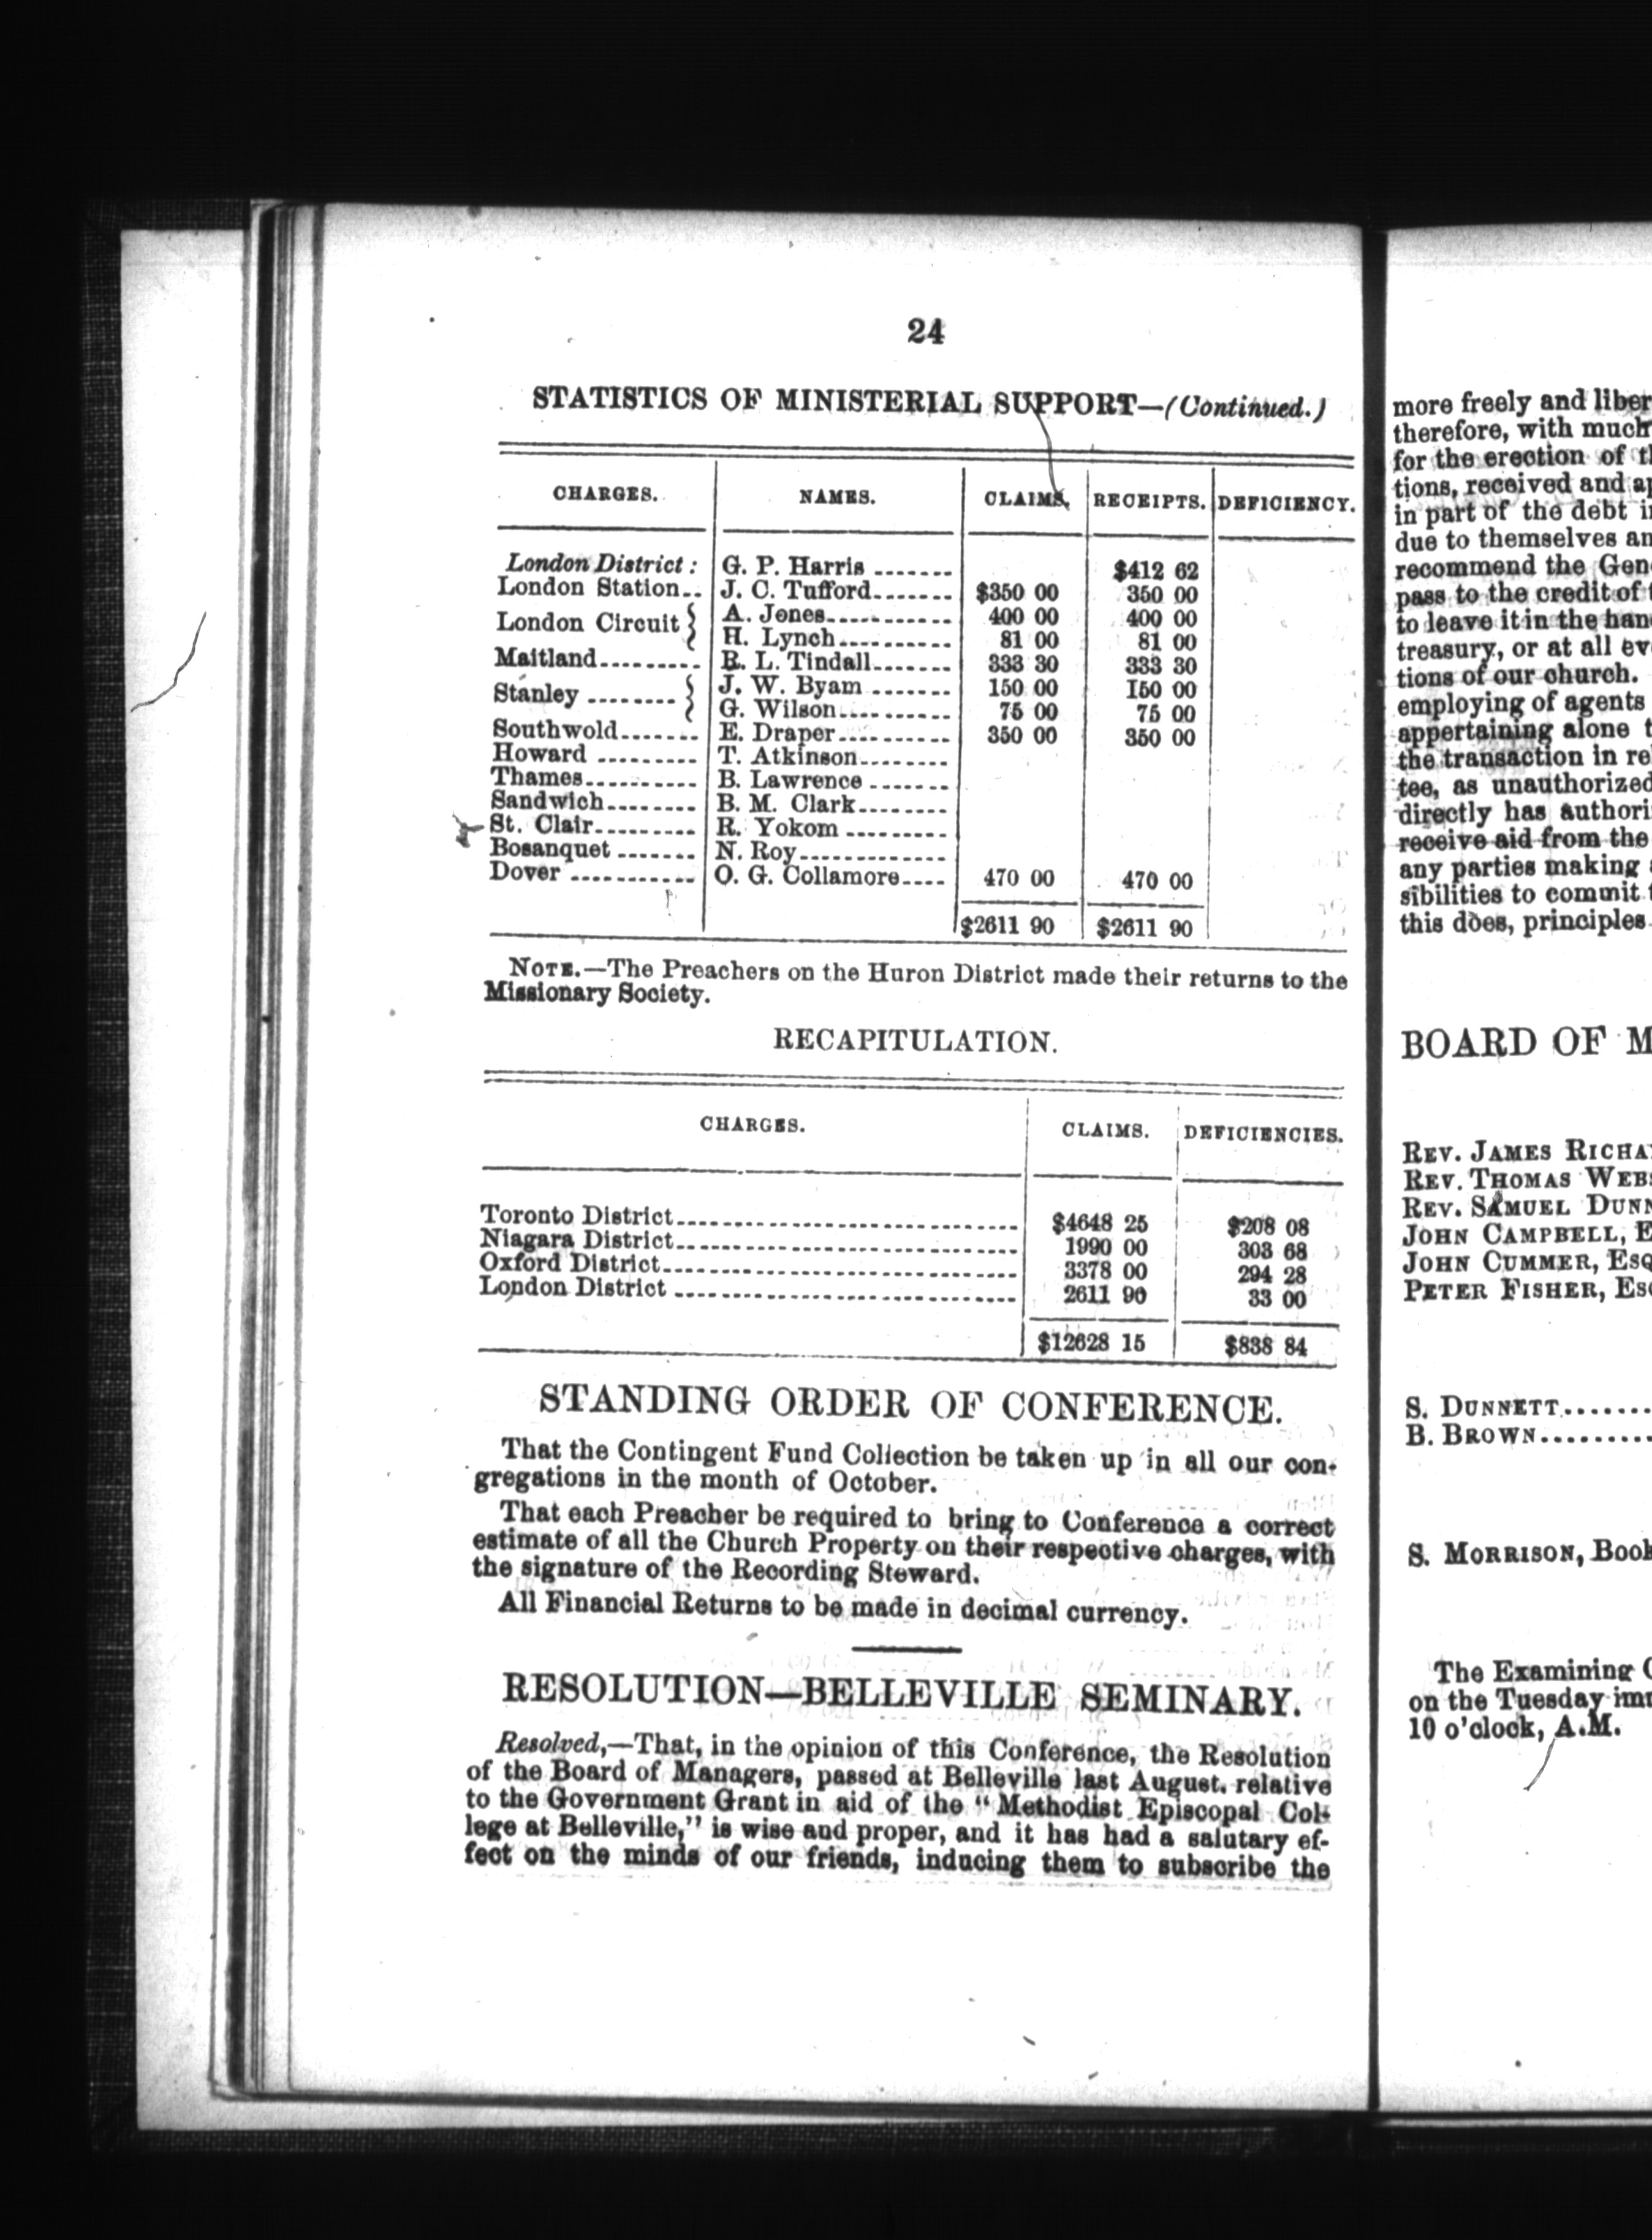 24
STATISTICS OF MINISTERIAL SUPPORT—(Continued.)
CHARGES. NAMES. CLAIMS. RECEIPTS. DEFICIENCY.
London District: G. P. Harris ....... $412 62
London Station.. J. C. Tufford....... $350 00 350 00
London Circuit { A. Jones........... 400 00 400 00
H. Lynch.......... 81 00 81 00
Maitland......... R. L. Tindall....... 333 30 333 30
Stanley ........ { J. W. Byam ....... 150 00 150 00
G. Wilson.......... 75 00 75 00
Southwold....... E. Draper.......... 350 00 350 00
Howard ......... T. Atkinson........
Thames.......... B. Lawrence .......
Sandwich........ B. M. Clark........
St. Clair......... R. Yokom .........
Bosanquet ....... N. Roy.............
Dover ........... O. G. Collamore.... 470 00 470 00
$2611 90 $2611 90
NOTE.—The Preachers on the Huron District made their returns to the
Missionary Society.
RECAPITULATION.
CHARGES. CLAIMS. DEFICIENCIES.
Toronto District.............................. $4648 25 $208 08
Niagara District.............................. 1990 00 303 68
Oxford District............................... 3378 00 294 28
London District .............................. 2611 90 33 00
$12628 15 $838 84
STANDING ORDER OF CONFERENCE.
That the Contingent Fund Collection be taken up in all our con-
gregations in the month of October.
That each Preacher be required to bring to Conference a correct
estimate of all the Church Property on their respective charges, with
the signature of the Recording Steward.
All Financial Returns to be made in decimal currency.
RESOLUTION—BELLEVILLE SEMINARY.
Resolved,—That, in the opinion of this Conference, the Resolution
of the Board of Managers, passed at Belleville last August. relative
to the Government Grant in aid of the "Methodist Episcopal Col-
lege at Belleville," is wise and proper, and it has had a salutary ef-
fect on the minds of our friends, inducing them to subscribe the
more freely and liber
therefore, with much
for the erection of
tions, received and
in part of the debt
due to themselves
recommend the Gen
pass to the credit of
to leave it in the
treasury, or at all
tions of our church.
employing of agents
appertaining alone
the transaction in
tee, as unauthorized
directly has authori
receive aid from the
any parties making
sibilities to commit
this does, principles
BOARD OF M
REV. JAMES RICHA
REV. THOMAS WEB
REV. SAMUEL DUNN
JOHN CAMPBELL, E
JOHN CUMMER, ESQ
PETER FISHER, ES
S. DUNNETT.......
B. BROWN.........
S. MORRISON, Book
The Examining C
on the Tuesday
10 o'clock, A.M.